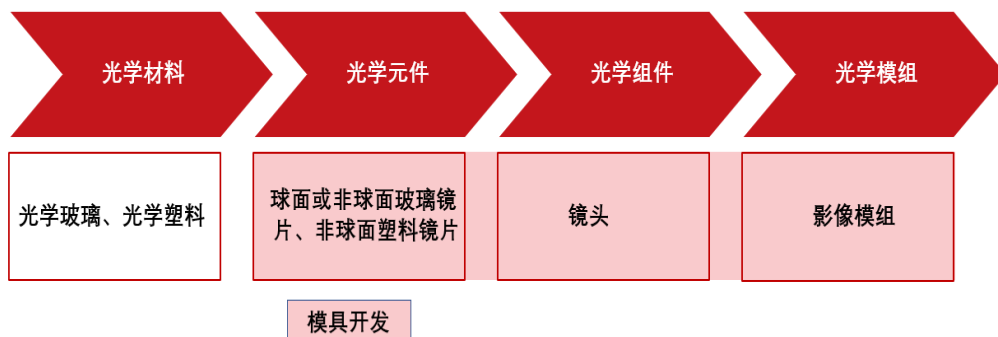 光学材料
光学元件
光学组件
光学模组
光学玻璃、光学塑料
球面或非球面玻璃镜
片、非球面塑料镜片
镜头
影像模组
模具开发